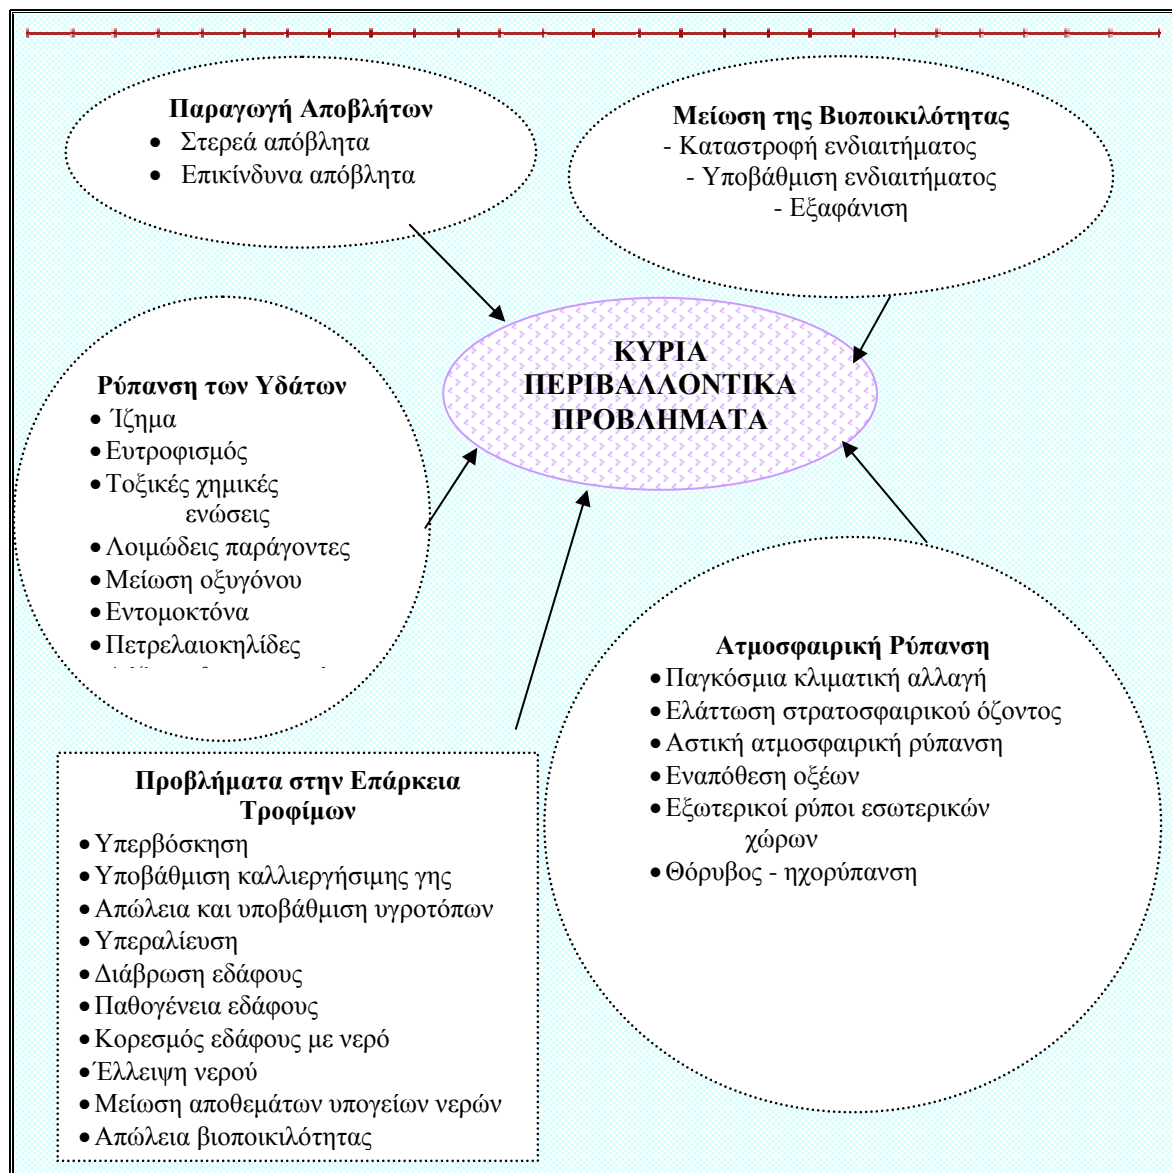 Παραγωγή Αποβλήτων
• Στερεά απόβλητα
• Επικίνδυνα απόβλητα
Μείωση της Βιοποικιλότητας
- Καταστροφή ενδιαιτήματος
- Υποβάθμιση ενδιαιτήματος
- Εξαφάνιση
ΚΥΡΙΑ
ΠΕΡΙΒΑΛΛΟΝΤΙΚΑ
ΠΡΟΒΛΗΜΑΤΑ
Ρύπανση των Υδάτων
• Ίζημα
• Ευτροφισμός
• Τοξικές χημικές
ενώσεις
• Λοιμώδεις παράγοντες
• Μείωση οξυγόνου
• Εντομοκτόνα
• Πετρελαιοκηλίδες
Ατμοσφαιρική Ρύπανση
• Παγκόσμια κλιματική αλλαγή
• Ελάττωση στρατοσφαιρικού όζοντος
• Αστική ατμοσφαιρική ρύπανση
• Εναπόθεση οξέων
• Εξωτερικοί ρύποι εσωτερικών
χώρων
• Θόρυβος - ηχορύπανση
Προβλήματα στην Επάρκεια
Τροφίμων
• Υπερβόσκηση
• Υποβάθμιση καλλιεργήσιμης γης
• Απώλεια και υποβάθμιση υγροτόπων
• Υπεραλίευση
• Διάβρωση εδάφους
• Παθογένεια εδάφους
• Κορεσμός εδάφους με νερό
• Έλλειψη νερού
• Μείωση αποθεμάτων υπογείων νερών
• Απώλεια βιοποικιλότητας